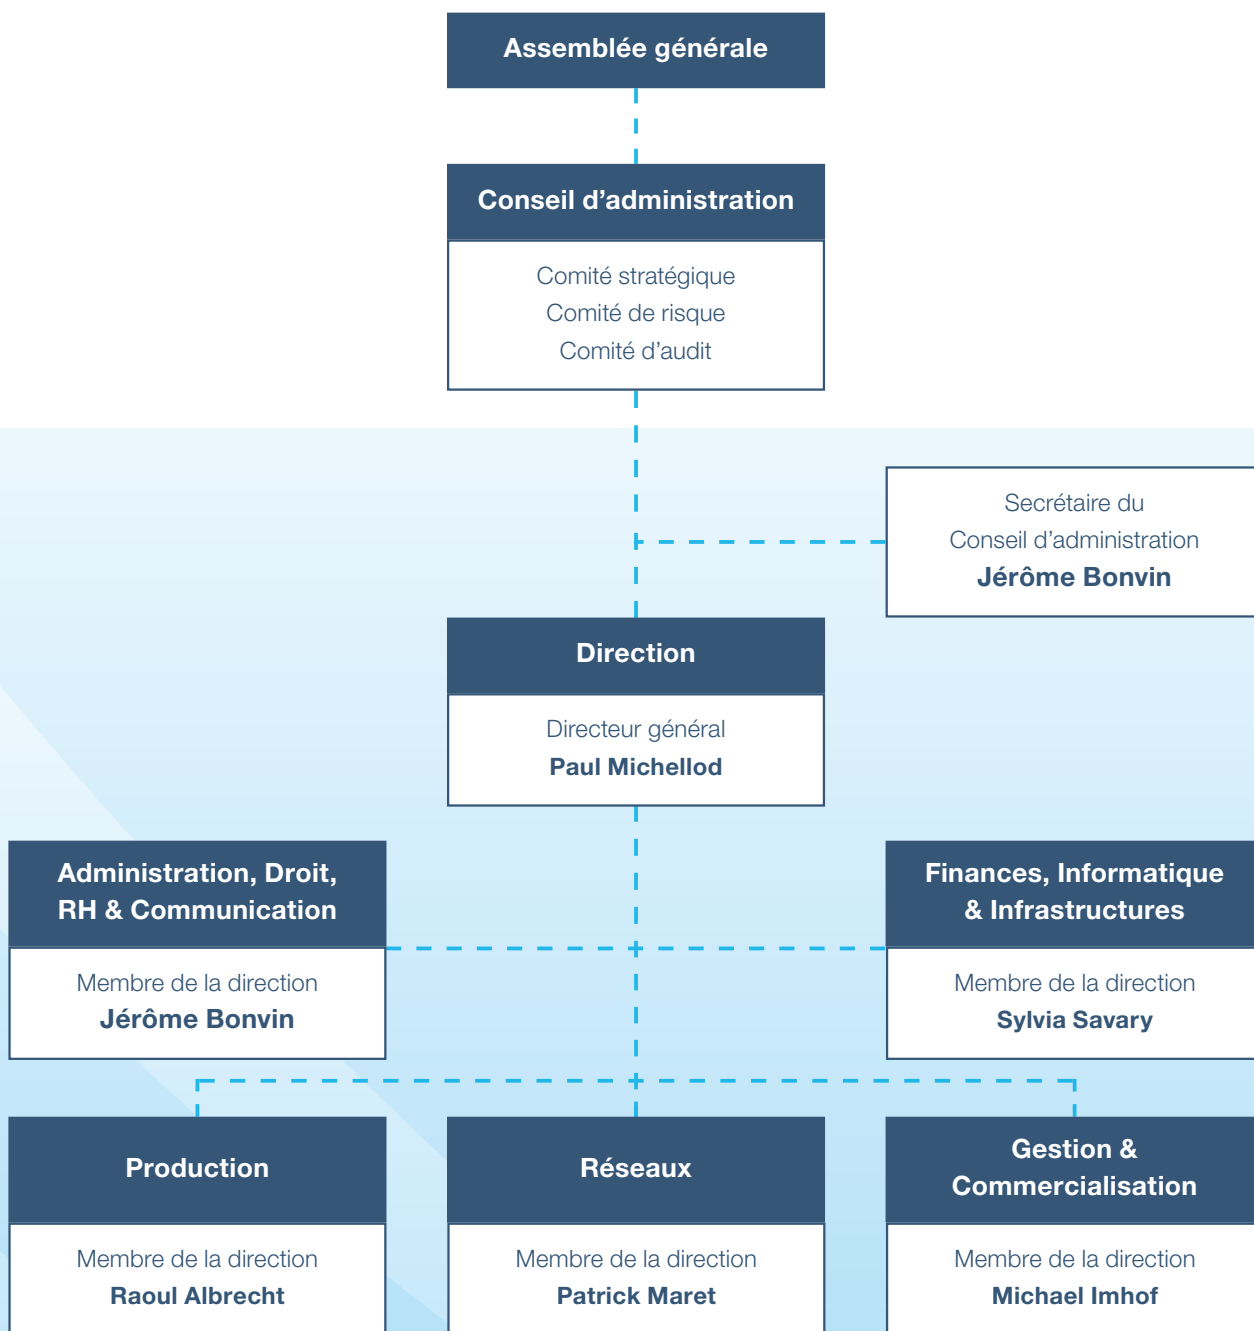 Assemblée générale
Conseil d’administration
Comité stratégique
Comité de risque
Comité d’audit
Secrétaire du
Conseil d’administration
Jérôme Bonvin
Direction
Directeur général
Paul Michellod
Administration, Droit,
RH & Communication
Membre de la direction
Jérôme Bonvin
Finances, Informatique
& Infrastructures
Membre de la direction
Sylvia Savary
Production
Membre de la direction
Raoul Albrecht
Réseaux
Membre de la direction
Patrick Maret
Gestion &
Commercialisation
Membre de la direction
Michael Imhof